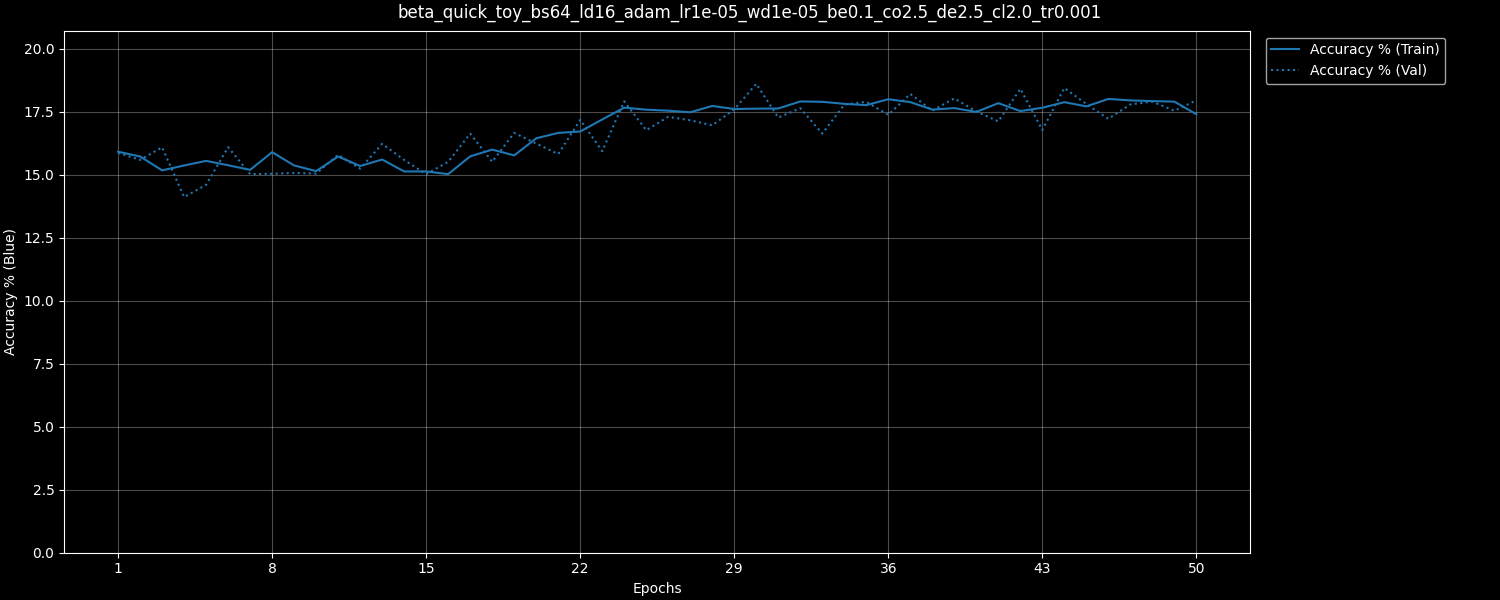 beta_quick_toy_bs64_ld16_adam_lr1e-05_wd1e-05_be0.1_co2.5_de2.5_cl2.0_tr0.001
Accuracy % (Train)
Accuracy % (Val)
20.0
17.5
15.0
12.5
10.0
7.5
5.0
2.5
0.0
Accuracy % (Blue)
1 8 15 22 29 36 43 50
Epochs